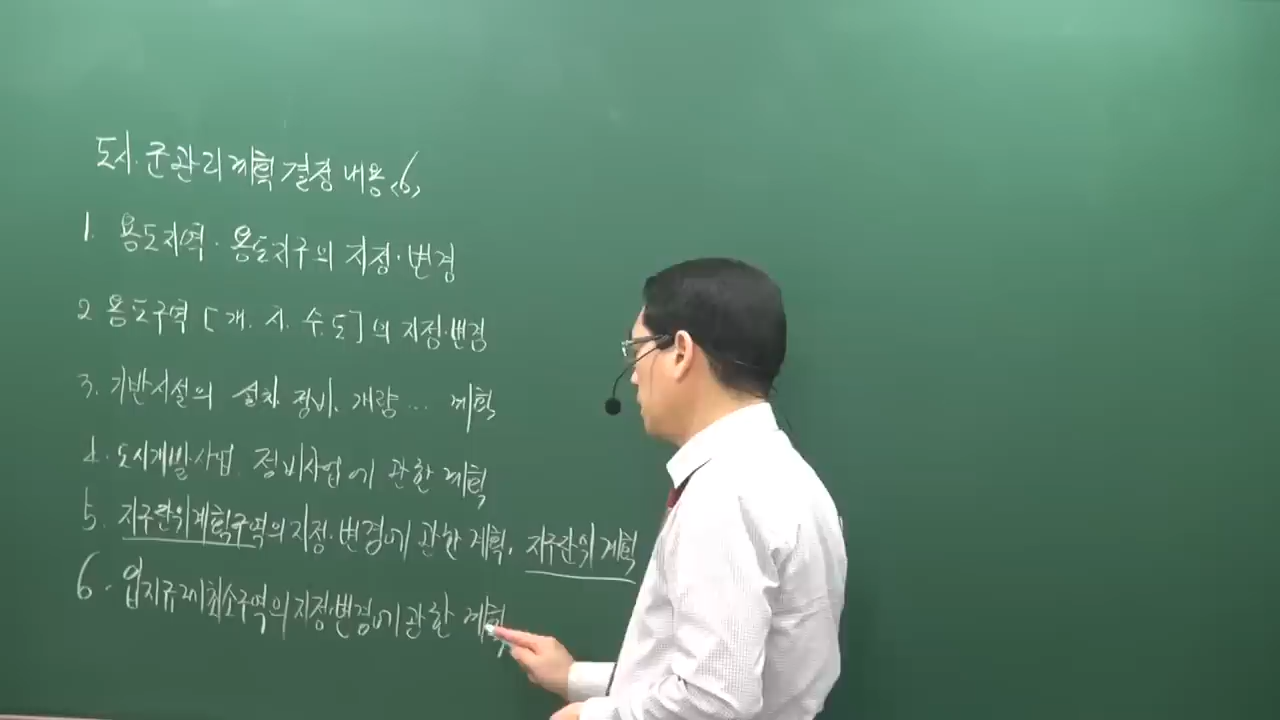 도시·군관리계획 결정 내용<6>
1. 용도지역·용도지구의 지정·변경
2 용도구역 [개. 시. 수. 도]의 지정·변경
3. 기반시설의 설치 정비. 개량... 계획
4. 도시개발사업 정비사업에 관한 계획
5. 지구단위계획구역의 지정·변경에 관한 계획. 지구단위계획
6. 입지규제최소구역의 지정·변경에 관한 계획